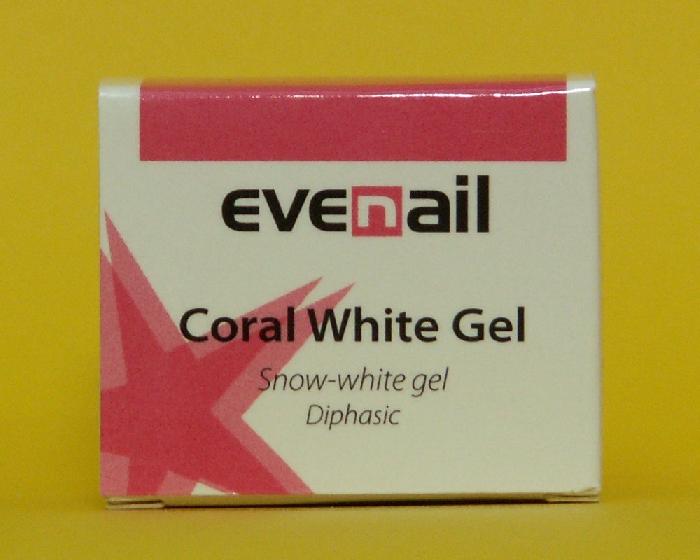 evenail
Coral White Gel
Snow-white gel
Diphasic